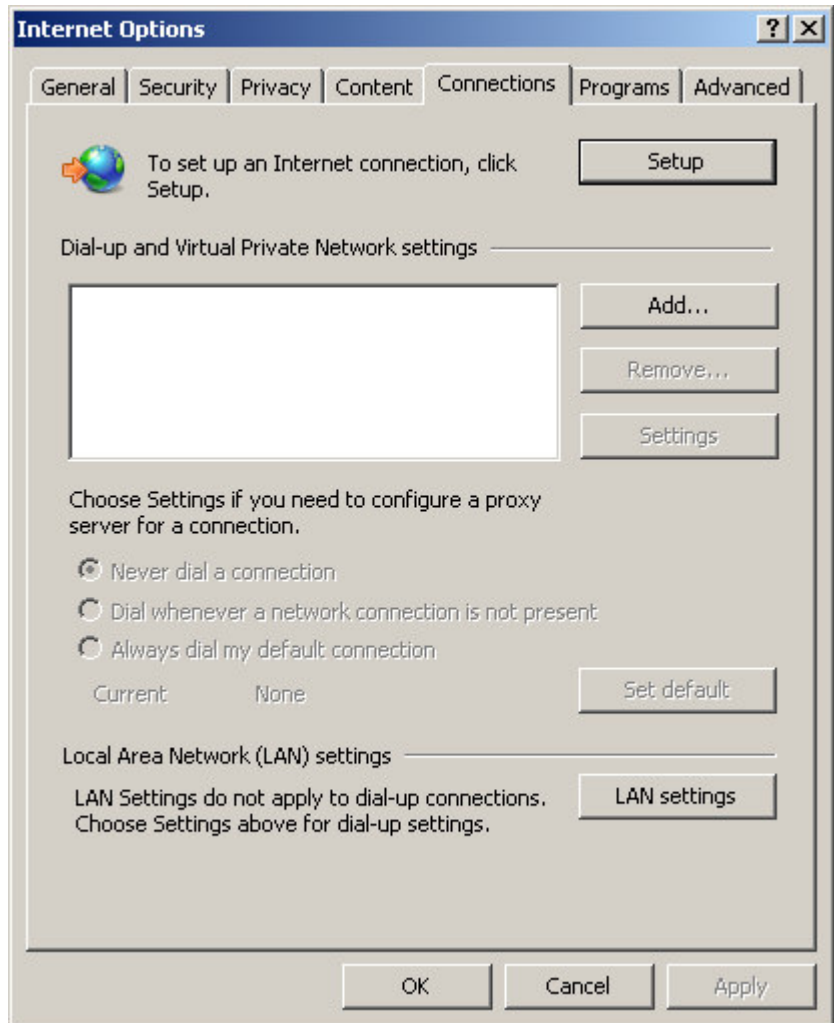 Internet Options
General Security Privacy Content Connections Programs Advanced
To set up an Internet connection, click
Setup.
Setup
Dial-up and Virtual Private Network settings
Add...
Remove...
Settings
Choose Settings if you need to configure a proxy
server for a connection.
Never dial a connection
Dial whenever a network connection is not present
Always dial my default connection
Current None
Set default
Local Area Network (LAN) settings
LAN Settings do not apply to dial-up connections.
Choose Settings above for dial-up settings.
LAN settings
OK Cancel Apply